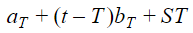 a_T + (t – T)b_T + ST